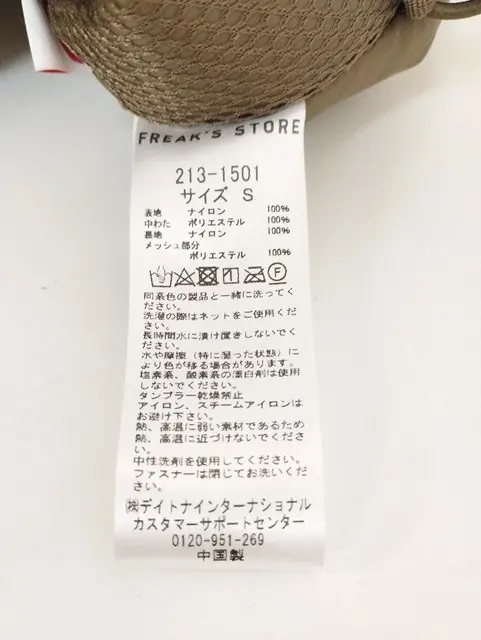 FREAK'S STORE
213-1501
サイズ S
表地 ナイロン 100%
中わた ポリエステル 100%
裏地 ナイロン 100%
メッシュ部分
ポリエステル 100%
同系色の製品と一緒に洗ってく
ださい。
洗濯の際はネットをご使用くだ
さい。
長時間水に漬け置きしないでく
ださい。
水や摩擦（特に湿った状態）に
より色が移る場合があります。
塩素系、酸素系の漂白剤は使用
しないでください。
タンブラー乾燥禁止
アイロン、スチームアイロンは
お避け下さい。
熱、高温に弱い素材であるため
熱、高温に近づけないでくださ
い。
中性洗剤を使用してください。
ファスナーは閉じてお洗いくだ
さい。
㈱デイトナインターナショナル
カスタマーサポートセンター
0120-951-269
中国製